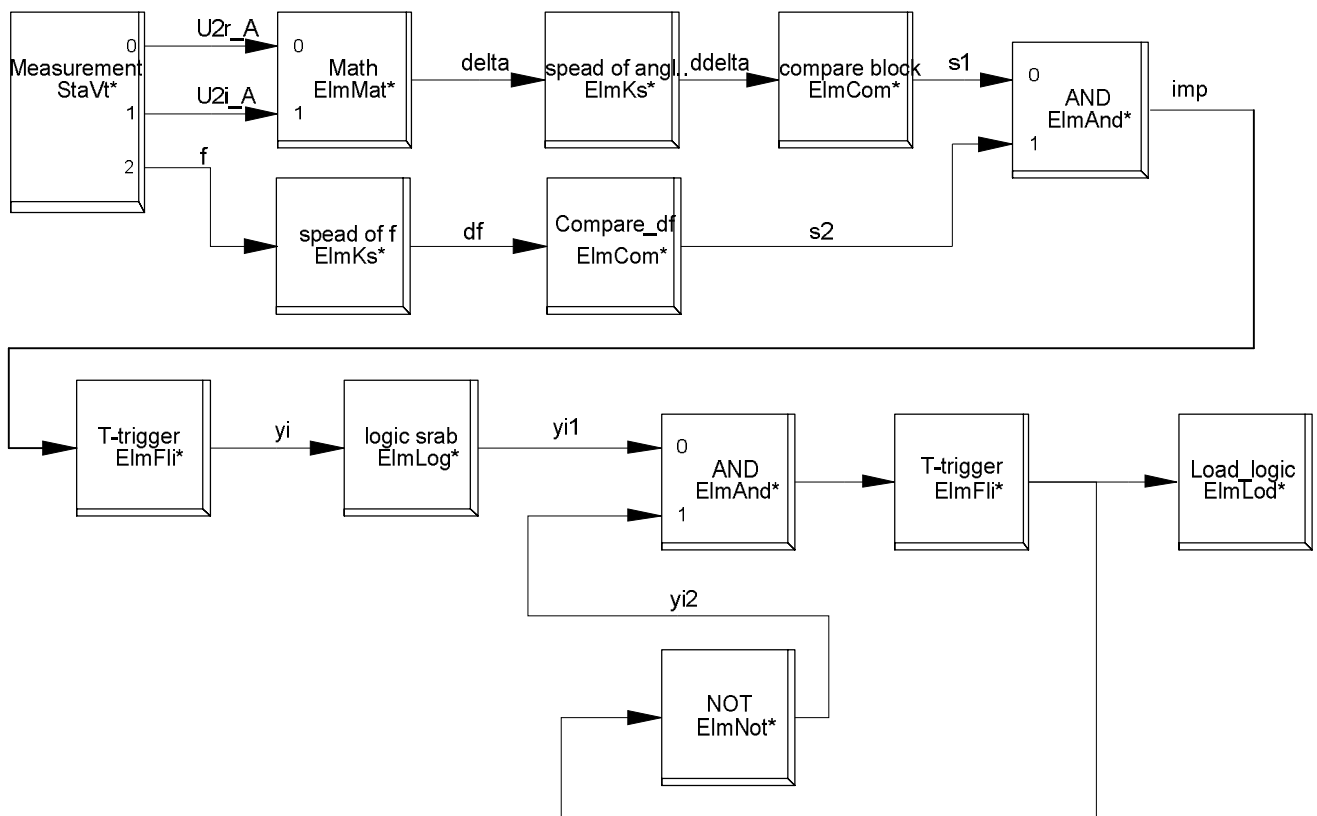 U2r_A
0
0
Measurement
StaVt*
Math
ElmMat*
delta
spead of angl..
ElmKs*
ddelta
compare block
ElmCom*
s1
0
AND
ElmAnd*
imp
U2i_A
1
1
1
f
2
spead of f
ElmKs*
df
Compare_df
ElmCom*
s2
T-trigger
ElmFli*
yi
logic srab
ElmLog*
yi1
0
AND
ElmAnd*
1
T-trigger
ElmFli*
Load_logic
ElmLod*
yi2
NOT
ElmNot*